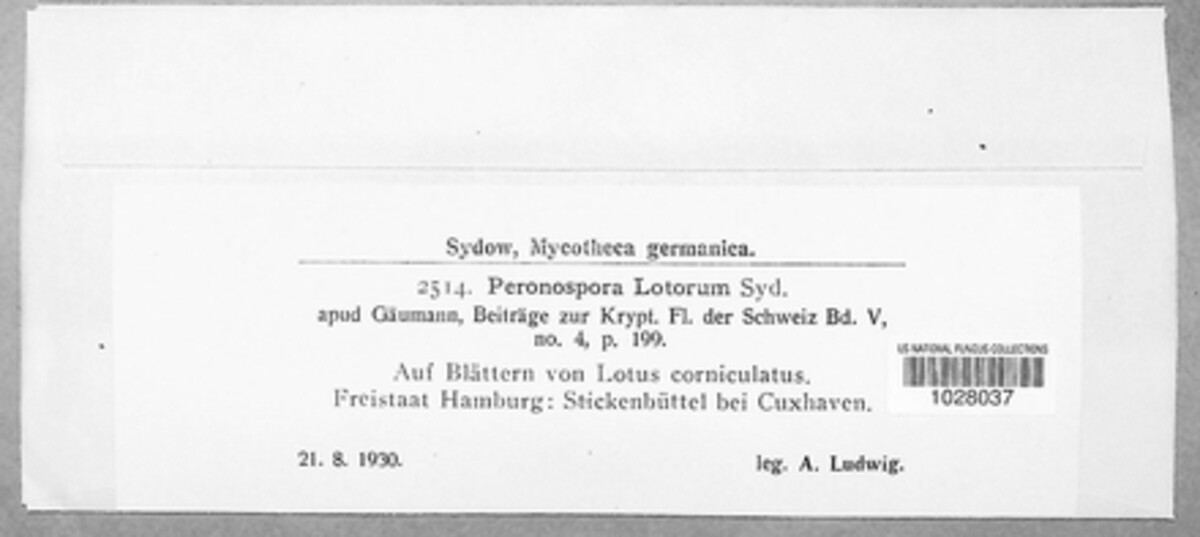 Sydow, Mycotheca germanica.
2514. Peronospora Lotorum Syd.
apud Gäumann, Beiträge zur Krypt. Fl. der Schweiz Bd. V,
no. 4, p. 199.
Auf Blättern von Lotus corniculatus.
Freistaat Hamburg: Stickenbüttel bei Cuxhaven.
21. 8. 1930. leg. A. Ludwig.
US NATIONAL FUNGUS COLLECTIONS
1028037